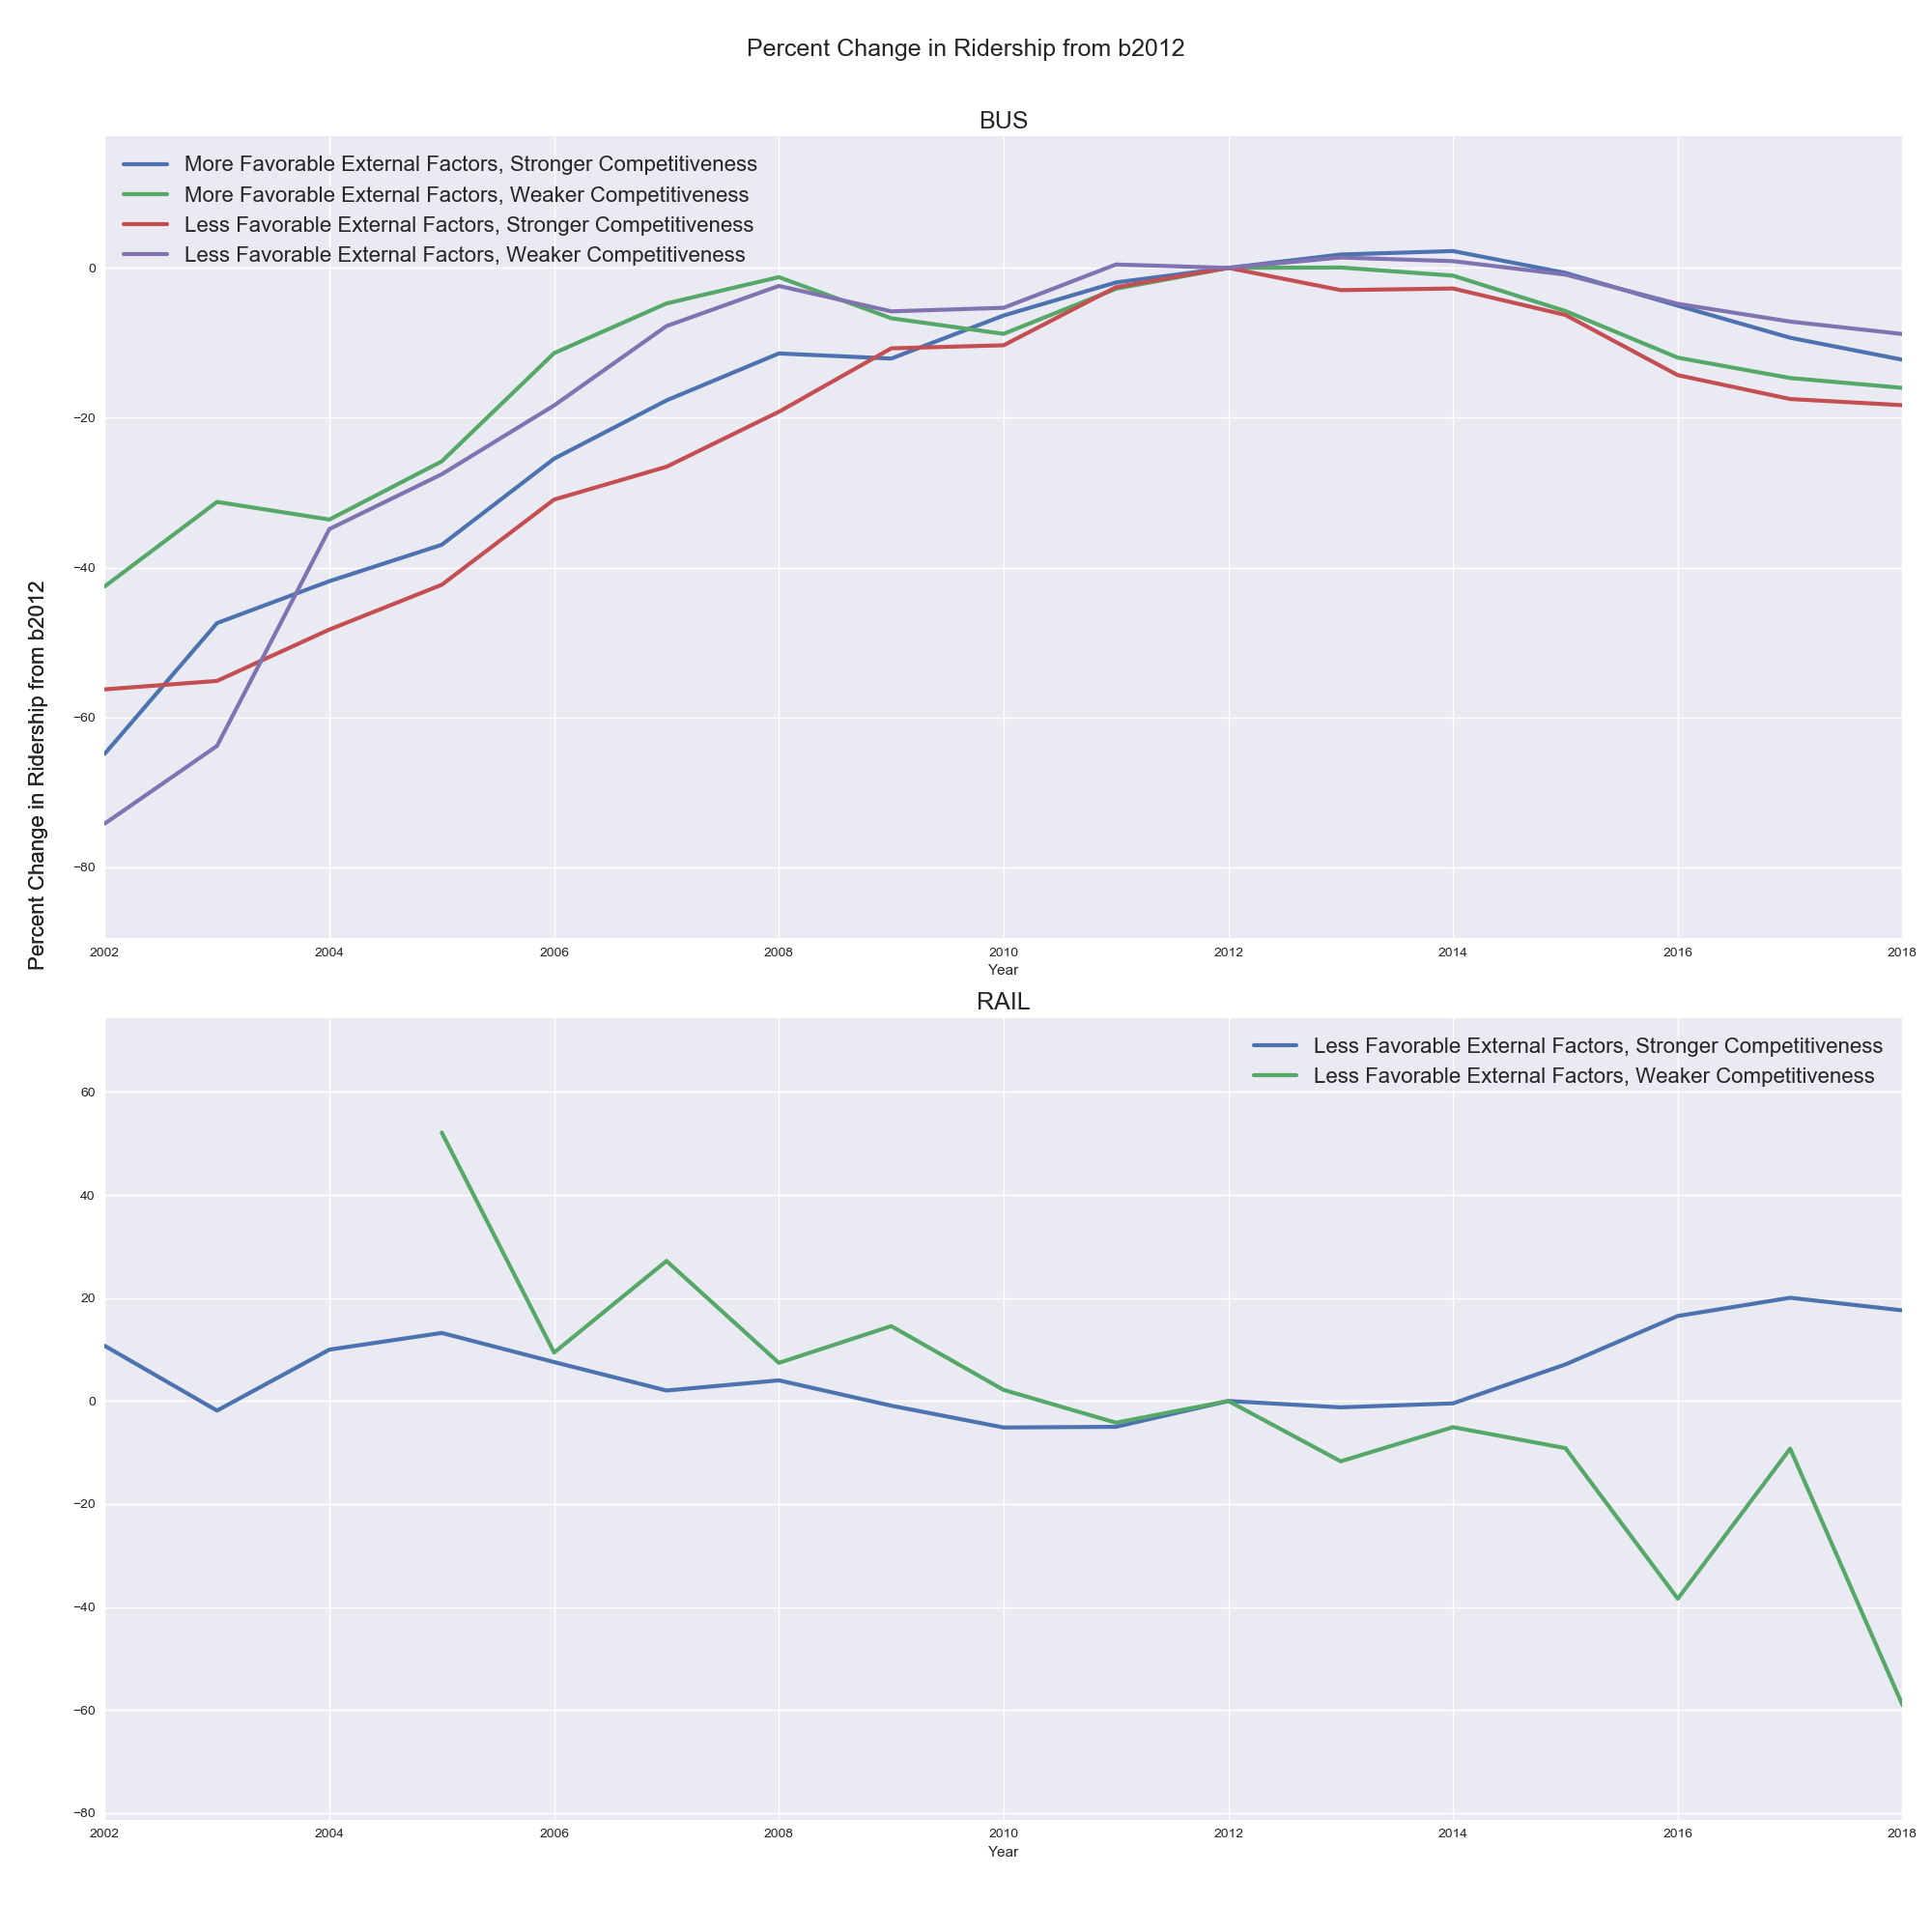 Percent Change in Ridership from b2012
BUS
More Favorable External Factors, Stronger Competitiveness
More Favorable External Factors, Weaker Competitiveness
Less Favorable External Factors, Stronger Competitiveness
Less Favorable External Factors, Weaker Competitiveness
0
−20
−40
−60
−80
Percent Change in Ridership from b2012
2002 2004 2006 2008 2010 2012 2014 2016 2018
Year
RAIL
Less Favorable External Factors, Stronger Competitiveness
Less Favorable External Factors, Weaker Competitiveness
60
40
20
0
−20
−40
−60
−80
2002 2004 2006 2008 2010 2012 2014 2016 2018
Year